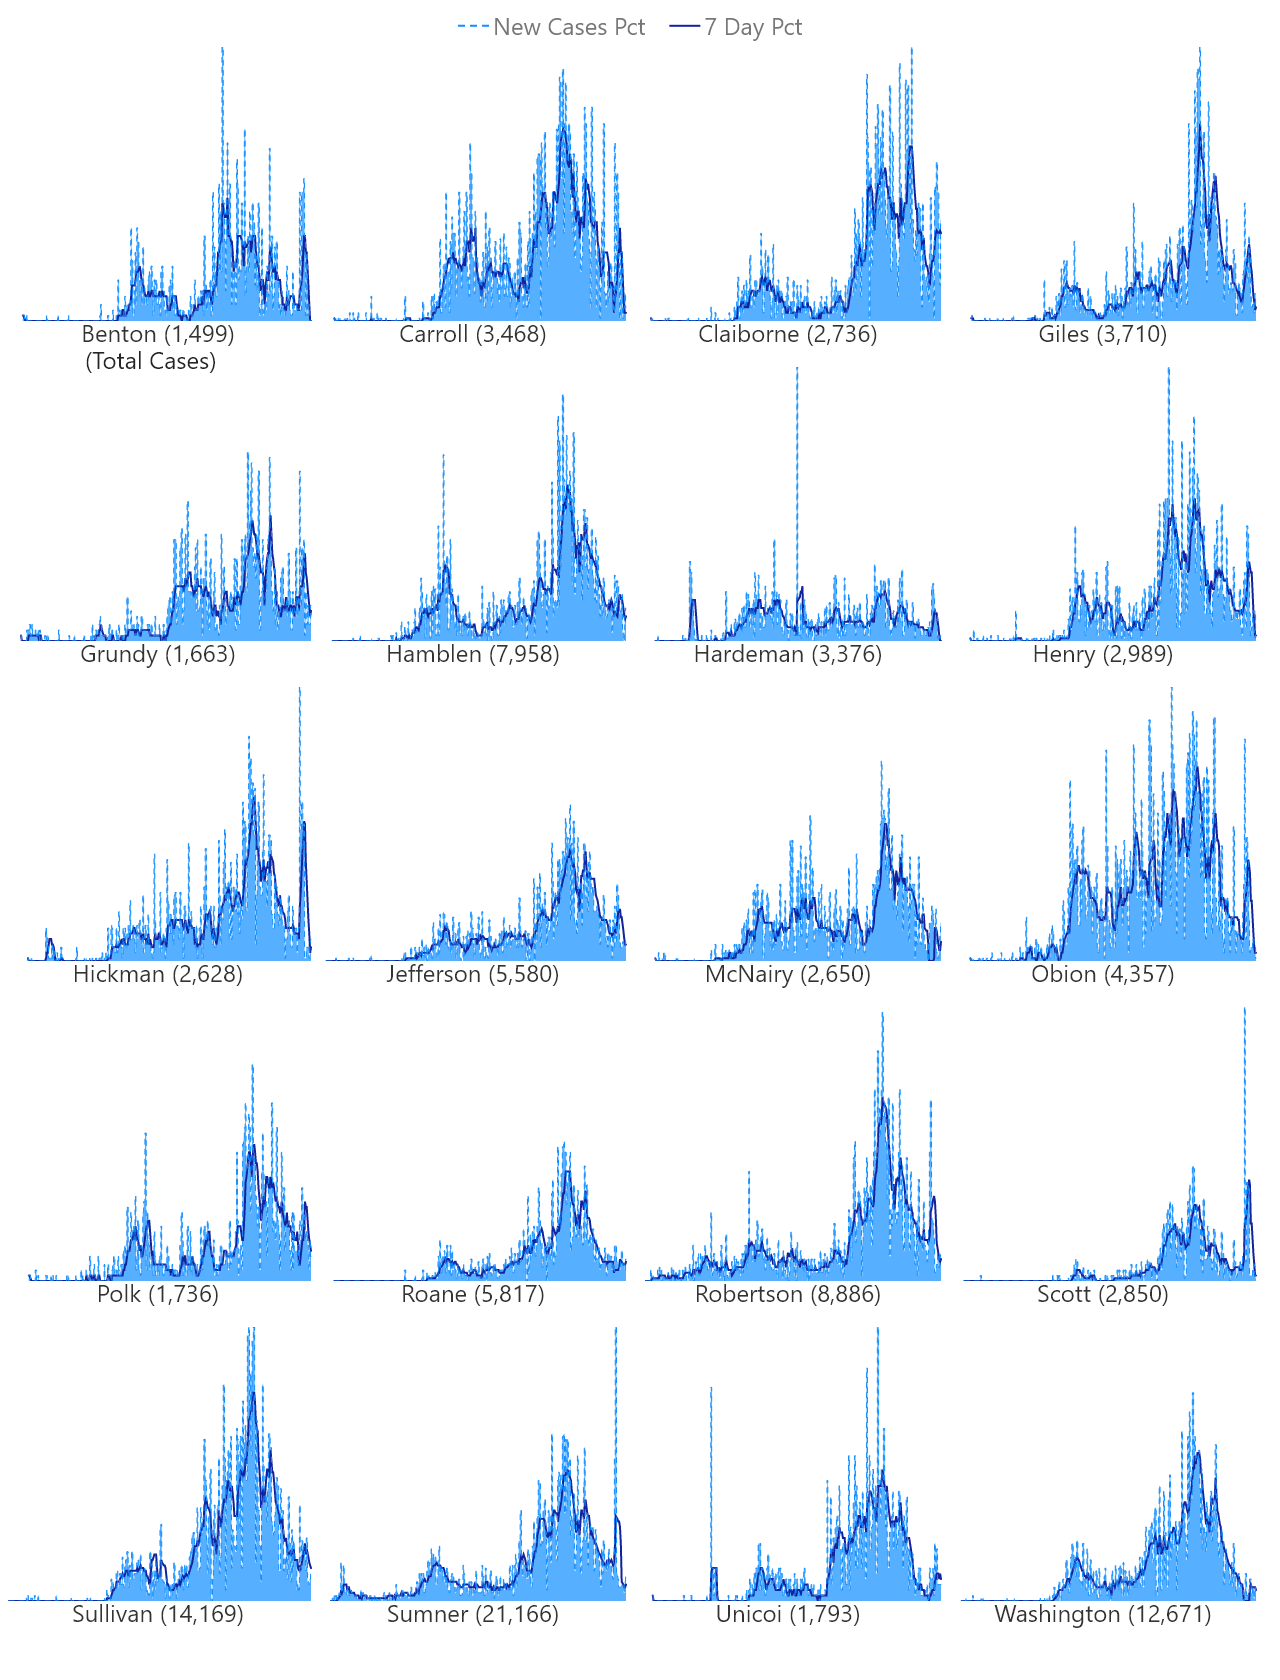 New Cases Pct 7 Day Pct
Benton (1,499) Carroll (3,468) Claiborne (2,736) Giles (3,710)
(Total Cases)
Grundy (1,663) Hamblen (7,958) Hardeman (3,376) Henry (2,989)
Hickman (2,628) Jefferson (5,580) McNairy (2,650) Obion (4,357)
Polk (1,736) Roane (5,817) Robertson (8,886) Scott (2,850)
Sullivan (14,169) Sumner (21,166) Unicoi (1,793) Washington (12,671)